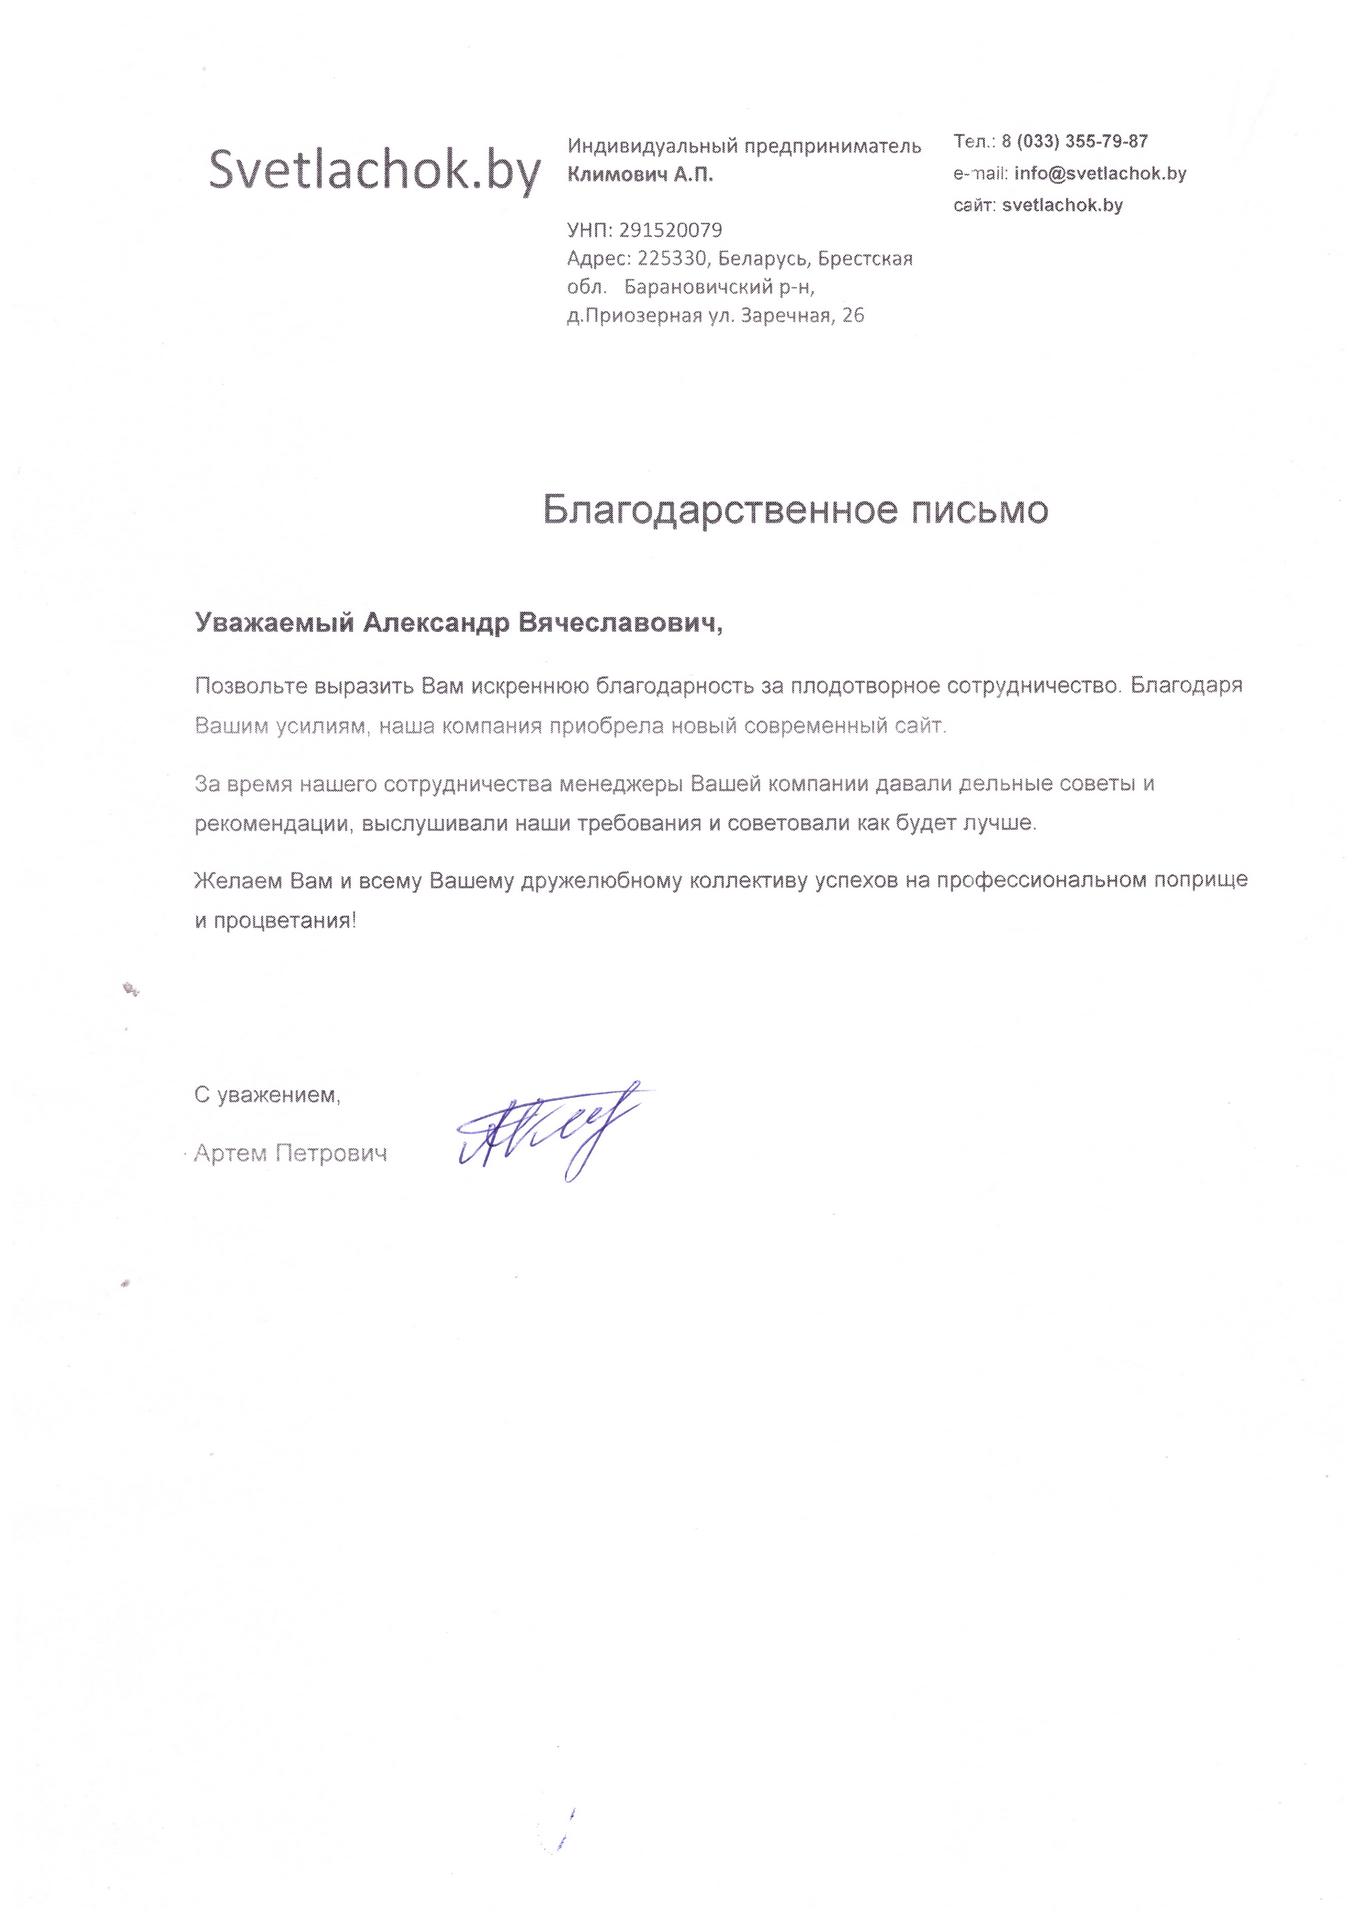 Svetlachok.by
Индивидуальный предприниматель
Климович А.П.
УНП: 291520079
Адрес: 225330, Беларусь, Брестская
обл. Барановичский р-н,
д.Приозерная ул. Заречная, 26
Тел.: 8 (033) 355-79-87
e-mail: info@svetlachok.by
сайт: svetlachok.by
Благодарственное письмо
Уважаемый Александр Вячеславович,
Позвольте выразить Вам искреннюю благодарность за плодотворное сотрудничество. Благодаря
Вашим усилиям, наша компания приобрела новый современный сайт.
За время нашего сотрудничества менеджеры Вашей компании давали дельные советы и
рекомендации, выслушивали наши требования и советовали как будет лучше.
Желаем Вам и всему Вашему дружелюбному коллективу успехов на профессиональном поприще
и процветания!
С уважением,
Артем Петрович